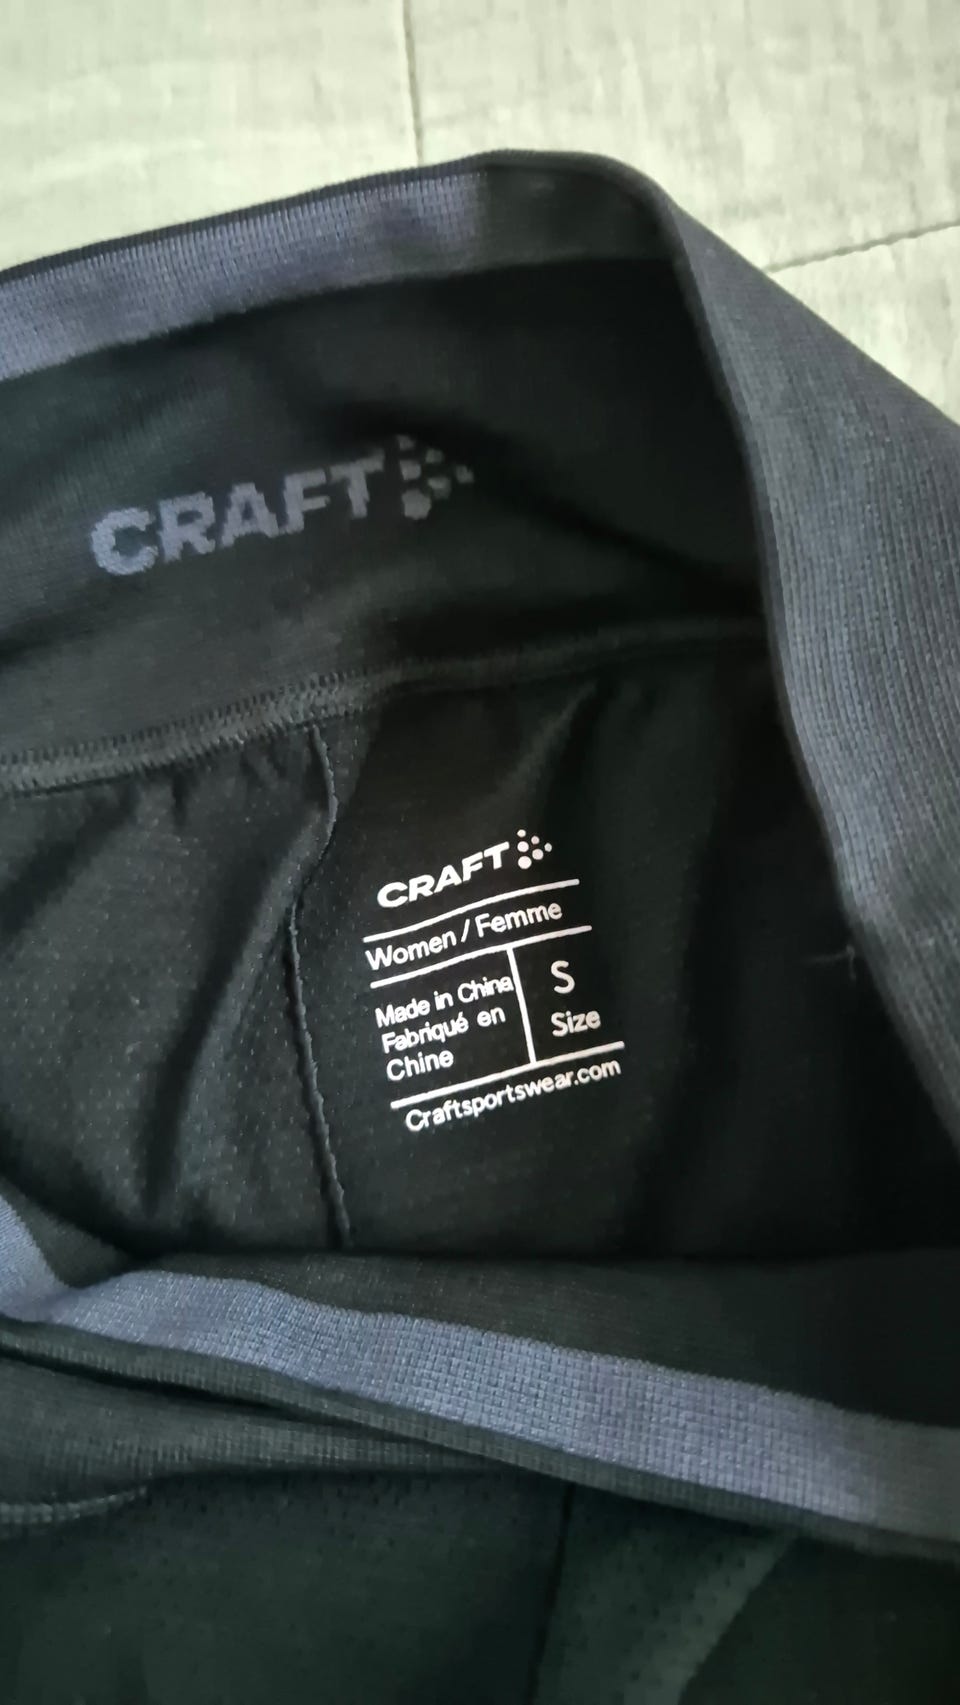 CRAFT
CRAFT
Women / Femme
Made in China
Fabriqué en
Chine
S
Size
Craftsportswear.com